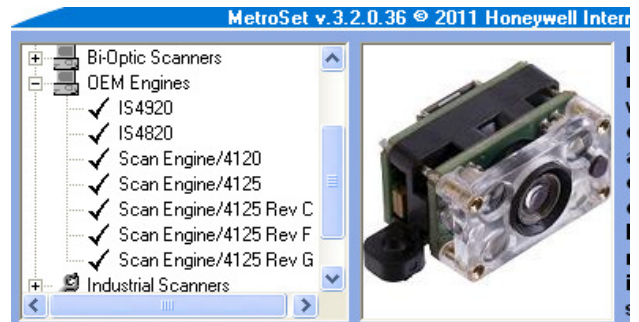 MetroSet v.3.2.0.36 © 2011 Honeywell
Bi-Optic Scanners
OEM Engines
IS4920
IS4820
Scan Engine/4120
Scan Engine/4125
Scan Engine/4125 Rev C
Scan Engine/4125 Rev F
Scan Engine/4125 Rev G
Industrial Scanners